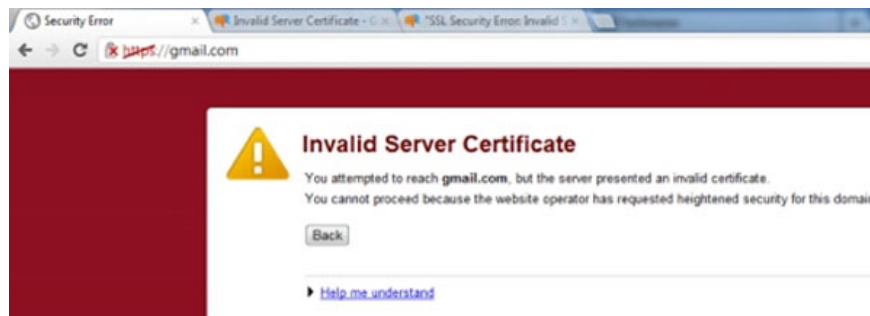 Security Error
Invalid Server Certificate - G
"SSL Security Error: Invalid S
https://gmail.com
Invalid Server Certificate
You attempted to reach gmail.com, but the server presented an invalid certificate.
You cannot proceed because the website operator has requested heightened security for this domai
Back
Help me understand